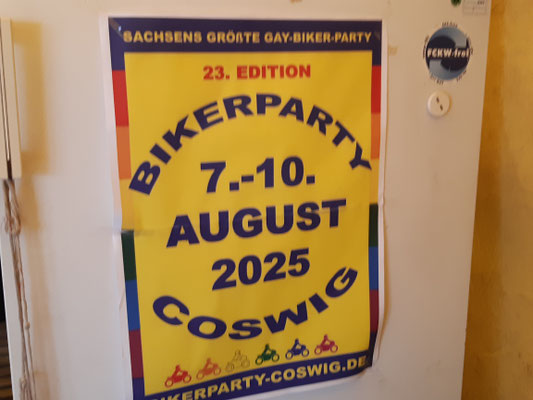 SACHSENS GRÖßTE GAY-BIKER-PARTY
23. EDITION
BIKERPARTY
7.-10.
AUGUST
2025
COSWIG
BIKERPARTY-COSWIG.DE
FCKW-frei